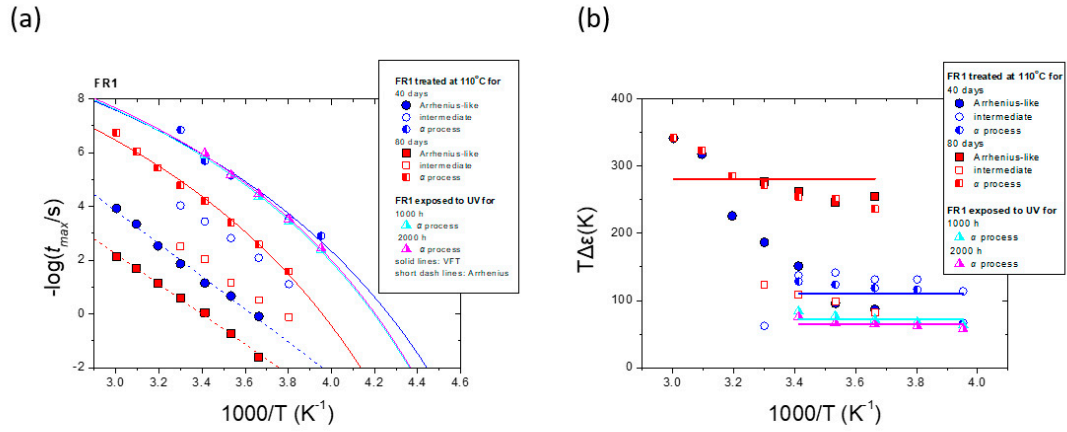 (a)
FR1
FR1 treated at 110°C for
40 days
Arrhenius-like
intermediate
α process
80 days
Arrhenius-like
intermediate
α process
FR1 exposed to UV for
1000 h
α process
2000 h
α process
solid lines: VFT
short dash lines: Arrhenius
8
6
4
2
0
-2
-log(tmax/s)
3.0 3.2 3.4 3.6 3.8 4.0 4.2 4.4 4.6
1000/T (K-1)
(b)
FR1 treated at 110°C for
40 days
Arrhenius-like
intermediate
α process
80 days
Arrhenius-like
intermediate
α process
FR1 exposed to UV for
1000 h
α process
2000 h
α process
400
300
200
100
0
TΔε(K)
3.0 3.2 3.4 3.6 3.8 4.0
1000/T (K-1)